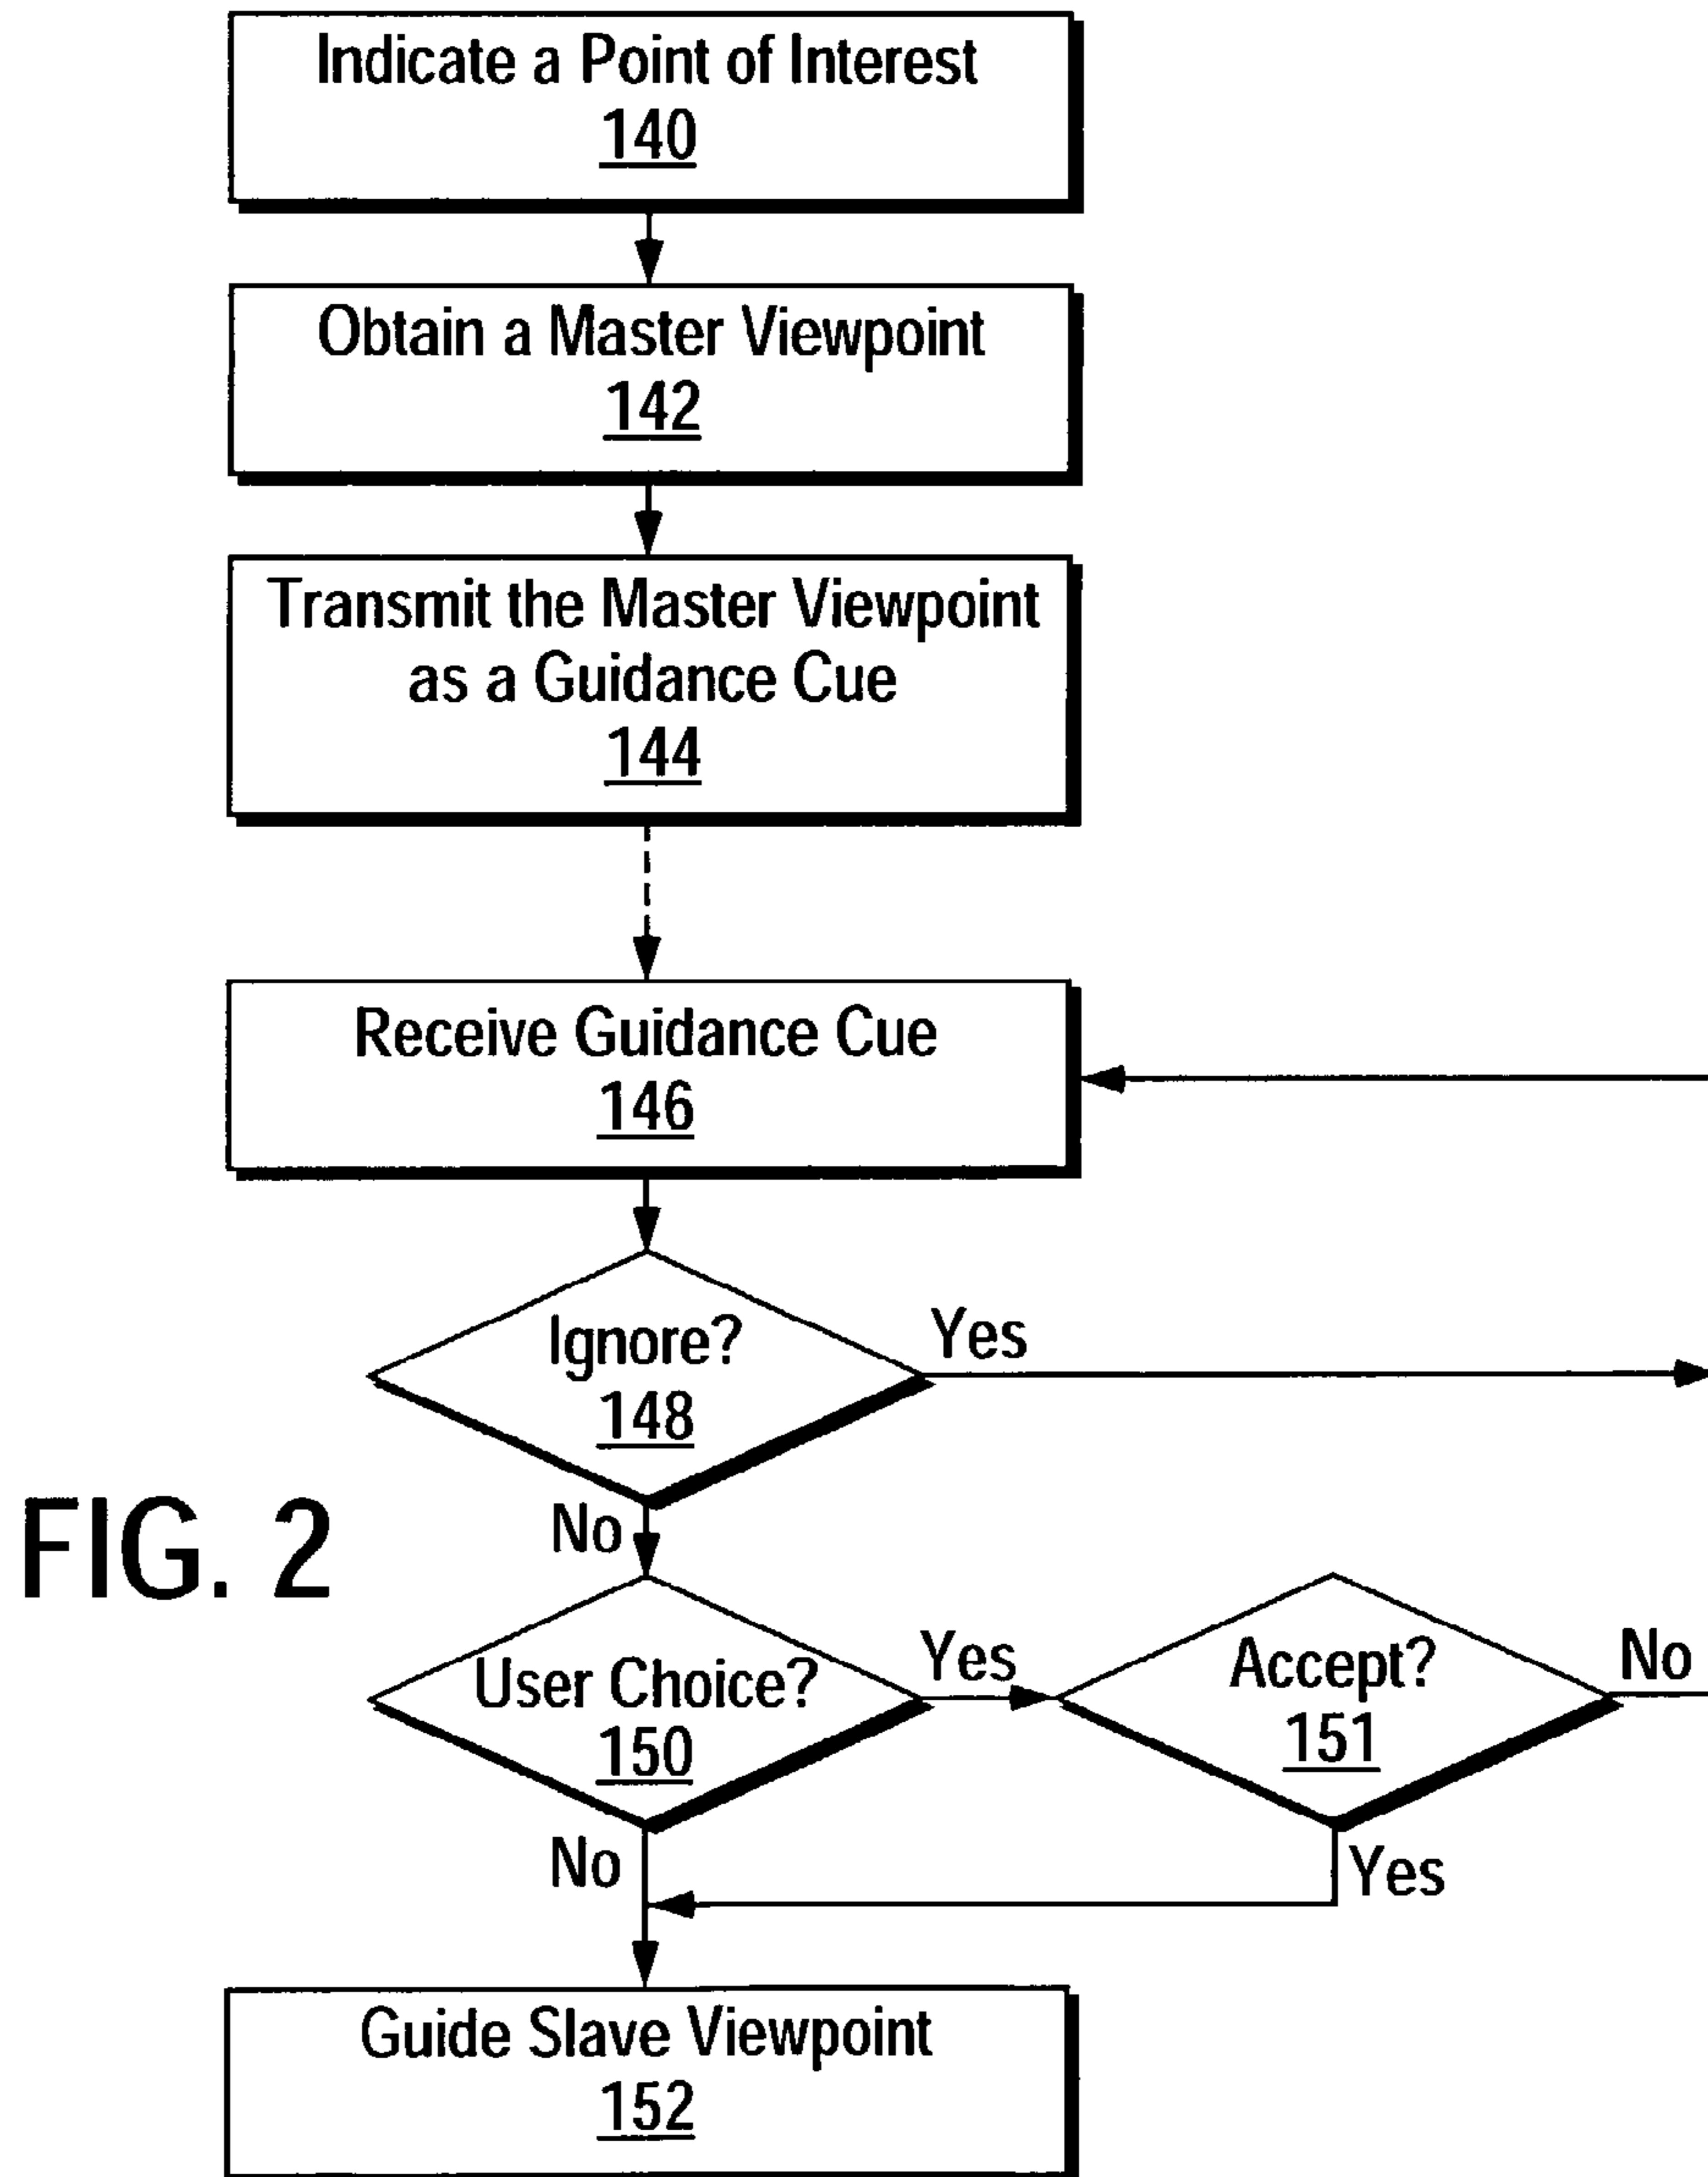 Indicate a Point of Interest
140
Obtain a Master Viewpoint
142
Transmit the Master Viewpoint
as a Guidance Cue
144
Receive Guidance Cue
146
Ignore?
148
Yes
No
FIG. 2
User Choice?
150
Yes
Accept?
151
No
No
Yes
Guide Slave Viewpoint
152